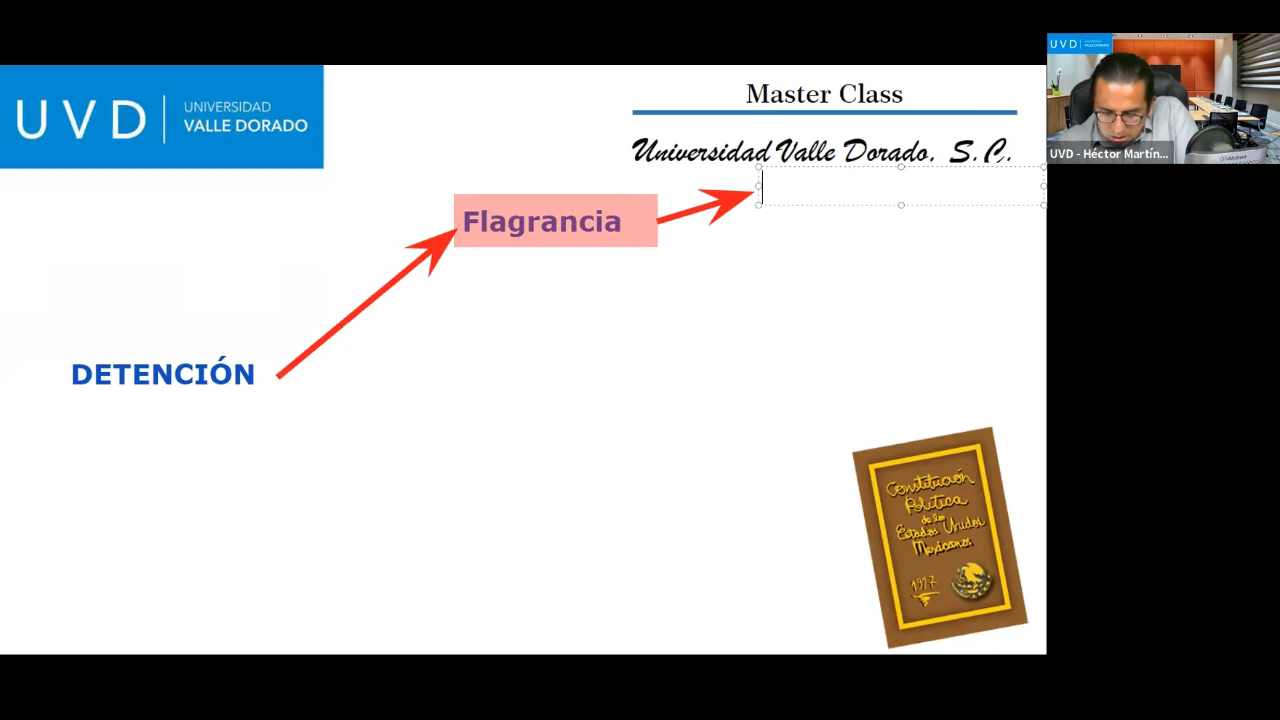 UVD
UNIVERSIDAD
VALLE DORADO
Master Class
Universidad Valle Dorado, S.C.
Flagrancia
DETENCIÓN
Constitución
Política
de los
Estados Unidos
Mexicanos
1917
UVD
UVD - Héctor Martín...